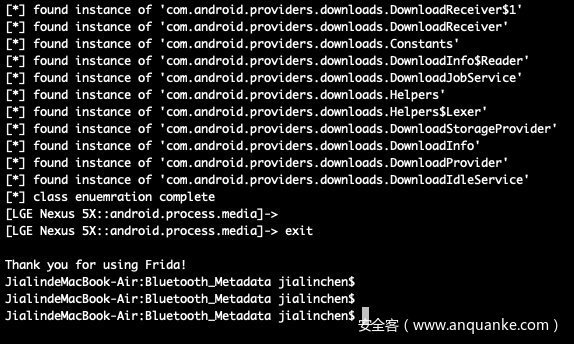 [*] found instance of 'com.android.providers.downloads.DownloadReceiver$1'
[*] found instance of 'com.android.providers.downloads.DownloadReceiver'
[*] found instance of 'com.android.providers.downloads.Constants'
[*] found instance of 'com.android.providers.downloads.DownloadInfo$Reader'
[*] found instance of 'com.android.providers.downloads.DownloadJobService'
[*] found instance of 'com.android.providers.downloads.Helpers'
[*] found instance of 'com.android.providers.downloads.Helpers$Lexer'
[*] found instance of 'com.android.providers.downloads.DownloadStorageProvider'
[*] found instance of 'com.android.providers.downloads.DownloadInfo'
[*] found instance of 'com.android.providers.downloads.DownloadProvider'
[*] found instance of 'com.android.providers.downloads.DownloadIdleService'
[*] class enuemration complete
[LGE Nexus 5X::android.process.media]->
[LGE Nexus 5X::android.process.media]-> exit
Thank you for using Frida!
JialindeMacBook-Air:Bluetooth_Metadata jialinchen$
JialindeMacBook-Air:Bluetooth_Metadata jialinchen$
JialindeMacBook-Air:Bluetooth_Metadata jialinchen$
安全客（www.anquanke.com）